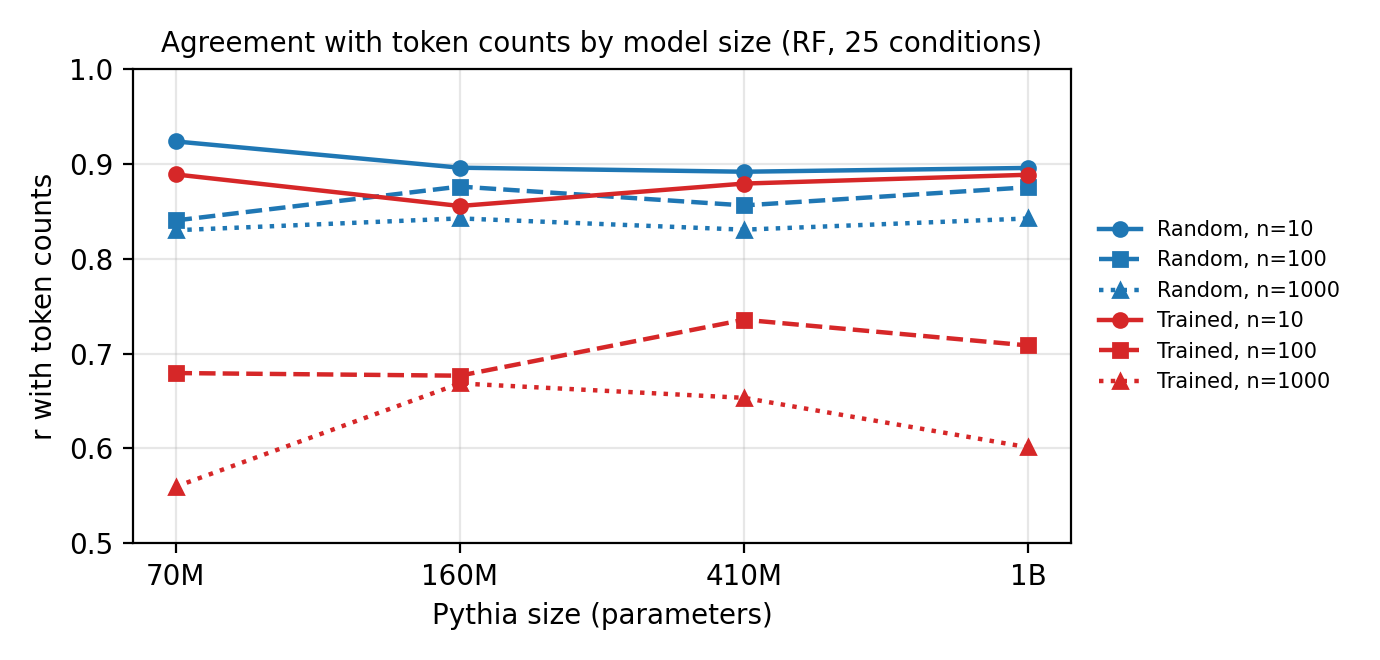 Agreement with token counts by model size (RF, 25 conditions)
1.0
0.9
0.8
0.7
0.6
0.5
r with token counts
70M
160M
410M
1B
Pythia size (parameters)
Random, n=10
Random, n=100
Random, n=1000
Trained, n=10
Trained, n=100
Trained, n=1000